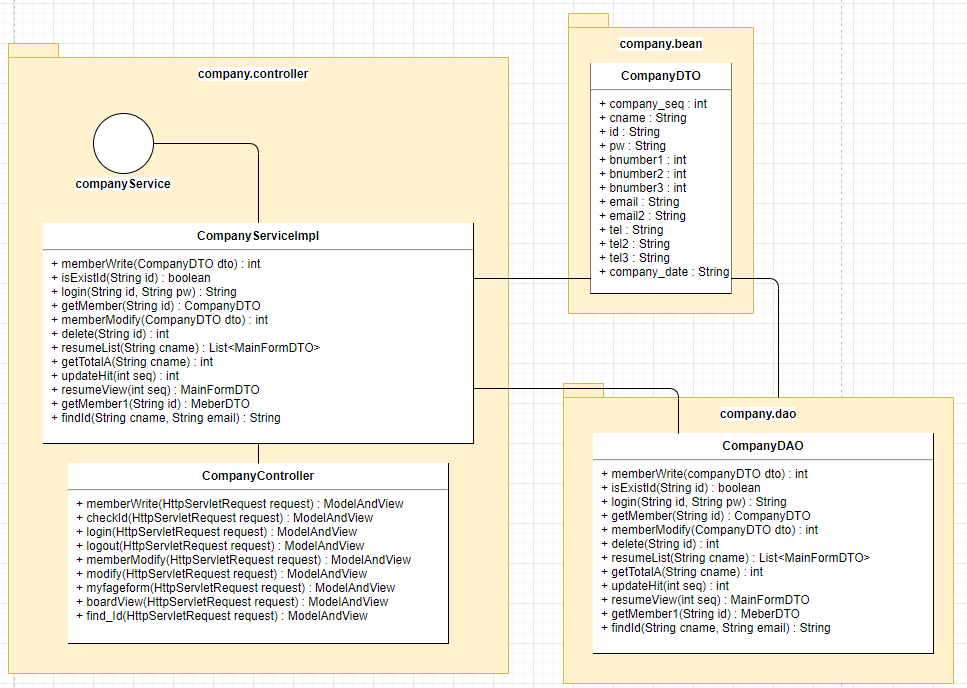 company.controller
companyService
CompanyServiceImpl
+ memberWrite(CompanyDTO dto) : int
+ isExistId(String id) : boolean
+ login(String id, String pw) : String
+ getMember(String id) : CompanyDTO
+ memberModify(CompanyDTO dto) : int
+ delete(String id) : int
+ resumeList(String cname) : List<MainFormDTO>
+ getTotalA(String cname) : int
+ updateHit(int seq) : int
+ resumeView(int seq) : MainFormDTO
+ getMember1(String id) : MeberDTO
+ findId(String cname, String email) : String
CompanyController
+ memberWrite(HttpServletRequest request) : ModelAndView
+ checkId(HttpServletRequest request) : ModelAndView
+ login(HttpServletRequest request) : ModelAndView
+ logout(HttpServletRequest request) : ModelAndView
+ memberModify(HttpServletRequest request) : ModelAndView
+ modify(HttpServletRequest request) : ModelAndView
+ myfageform(HttpServletRequest request) : ModelAndView
+ boardView(HttpServletRequest request) : ModelAndView
+ find_Id(HttpServletRequest request) : ModelAndView
company.bean
CompanyDTO
+ company_seq : int
+ cname : String
+ id : String
+ pw : String
+ bnumber1 : int
+ bnumber2 : int
+ bnumber3 : int
+ email : String
+ email2 : String
+ tel : String
+ tel2 : String
+ tel3 : String
+ company_date : String
company.dao
CompanyDAO
+ memberWrite(companyDTO dto) : int
+ isExistId(String id) : boolean
+ login(String id, String pw) : String
+ getMember(String id) : CompanyDTO
+ memberModify(CompanyDTO dto) : int
+ delete(String id) : int
+ resumeList(String cname) : List<MainFormDTO>
+ getTotalA(String cname) : int
+ updateHit(int seq) : int
+ resumeView(int seq) : MainFormDTO
+ getMember1(String id) : MeberDTO
+ findId(String cname, String email) : String